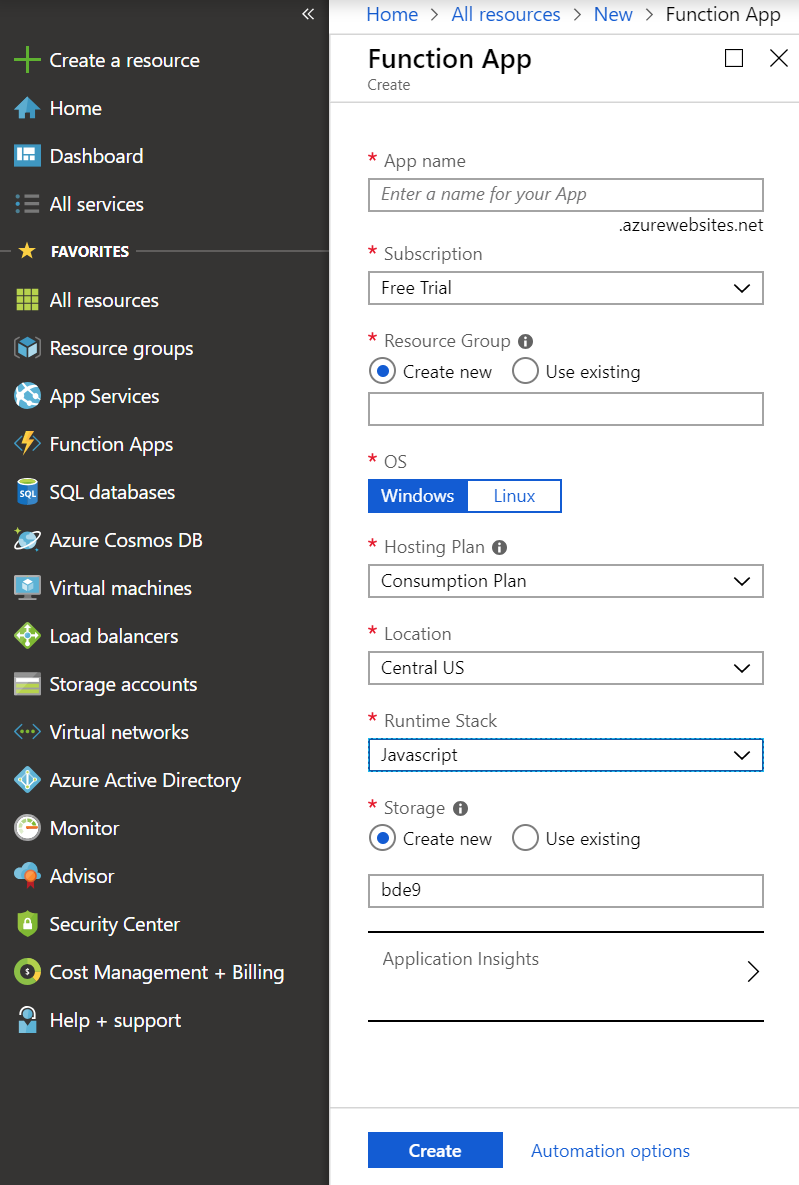 «
Create a resource
Home
Dashboard
All services
FAVORITES
All resources
Resource groups
App Services
Function Apps
SQL
SQL databases
Azure Cosmos DB
Virtual machines
Load balancers
Storage accounts
Virtual networks
Azure Active Directory
Monitor
Advisor
Security Center
$
Cost Management + Billing
Help + support
Home > All resources > New > Function App
Function App
Create
* App name
Enter a name for your App
.azurewebsites.net
* Subscription
Free Trial
* Resource Group
Create new Use existing
* OS
Windows Linux
* Hosting Plan
Consumption Plan
* Location
Central US
* Runtime Stack
Javascript
* Storage
Create new Use existing
bde9
Application Insights
Create Automation options